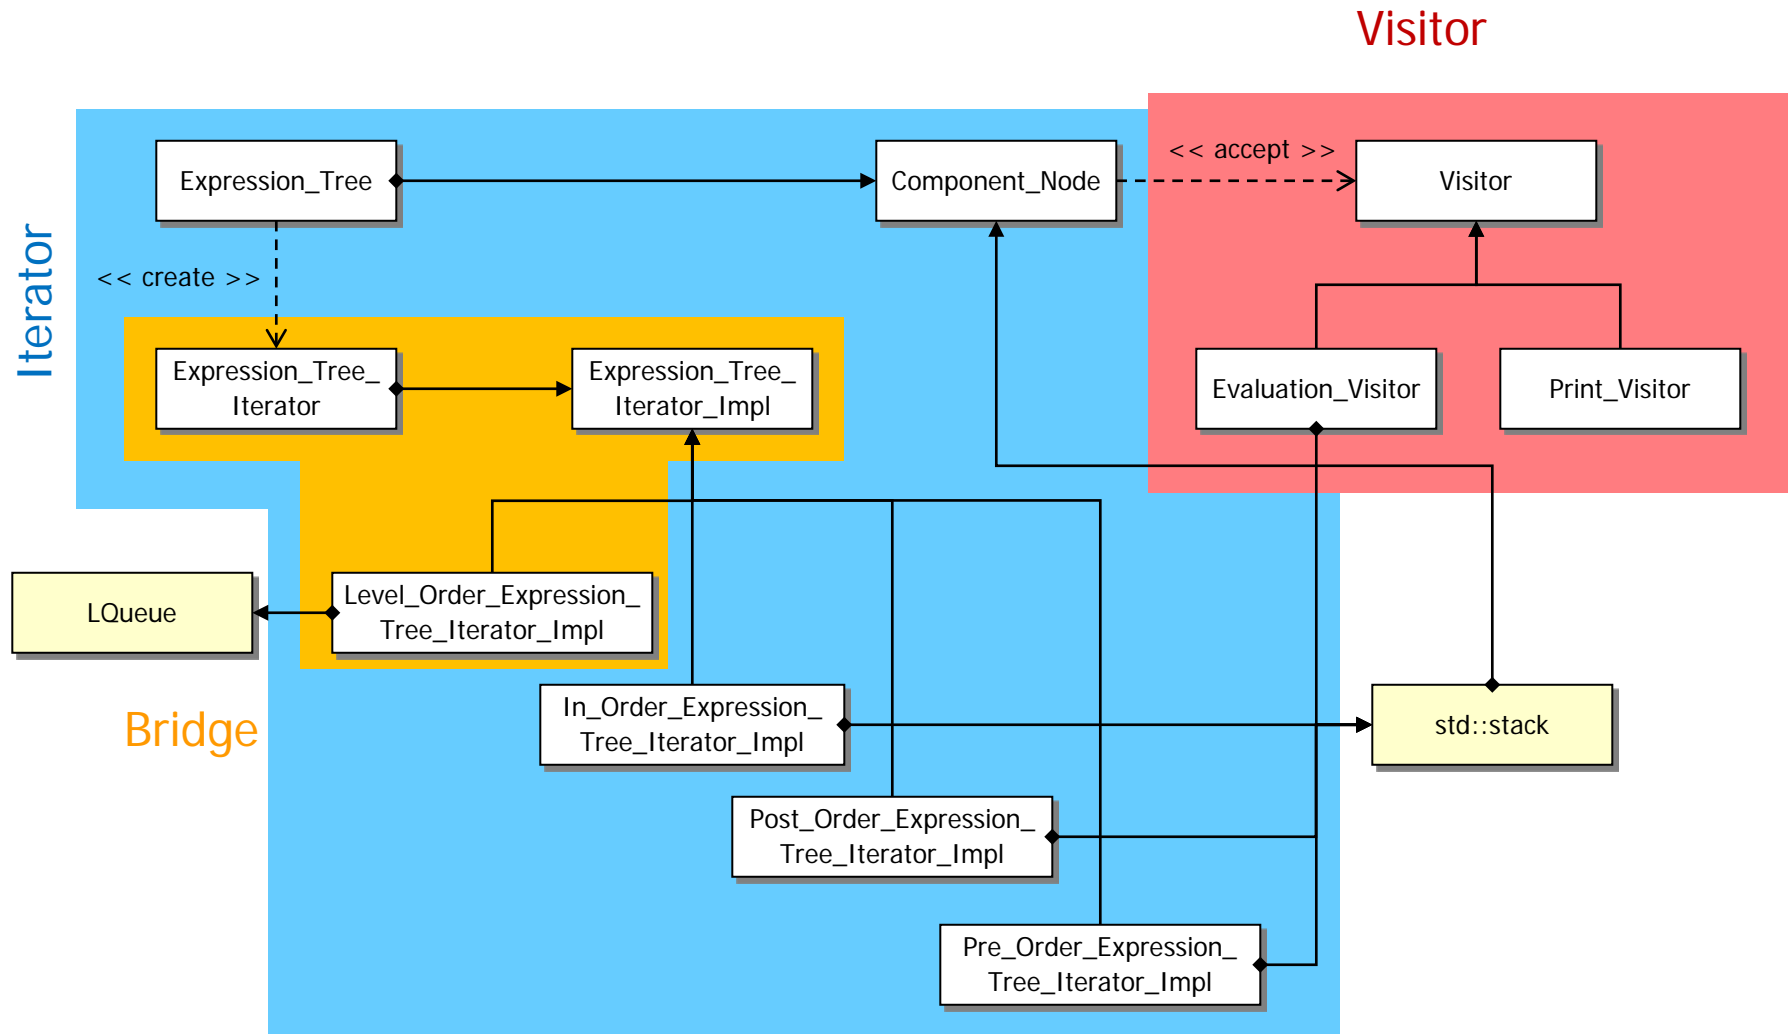 Visitor
Expression_Tree
Component_Node
<< accept >>
Visitor
Iterator
<< create >>
Expression_Tree_
Iterator
Expression_Tree_
Iterator_Impl
Evaluation_Visitor
Print_Visitor
LQueue
Level_Order_Expression_
Tree_Iterator_Impl
Bridge
In_Order_Expression_
Tree_Iterator_Impl
std::stack
Post_Order_Expression_
Tree_Iterator_Impl
Pre_Order_Expression_
Tree_Iterator_Impl